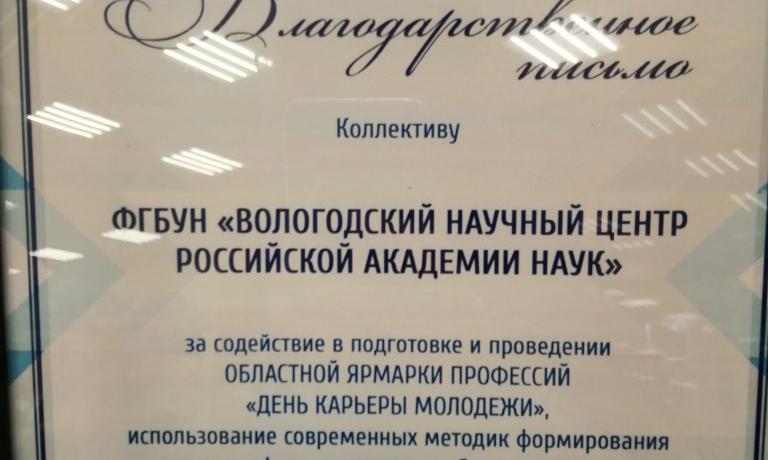 Благодарственное
письмо
Коллективу
ФГБУН «ВОЛОГОДСКИЙ НАУЧНЫЙ ЦЕНТР
РОССИЙСКОЙ АКАДЕМИИ НАУК»
за содействие в подготовке и проведении
ОБЛАСТНОЙ ЯРМАРКИ ПРОФЕССИЙ
«ДЕНЬ КАРЬЕРЫ МОЛОДЕЖИ»,
использование современных методик формирования